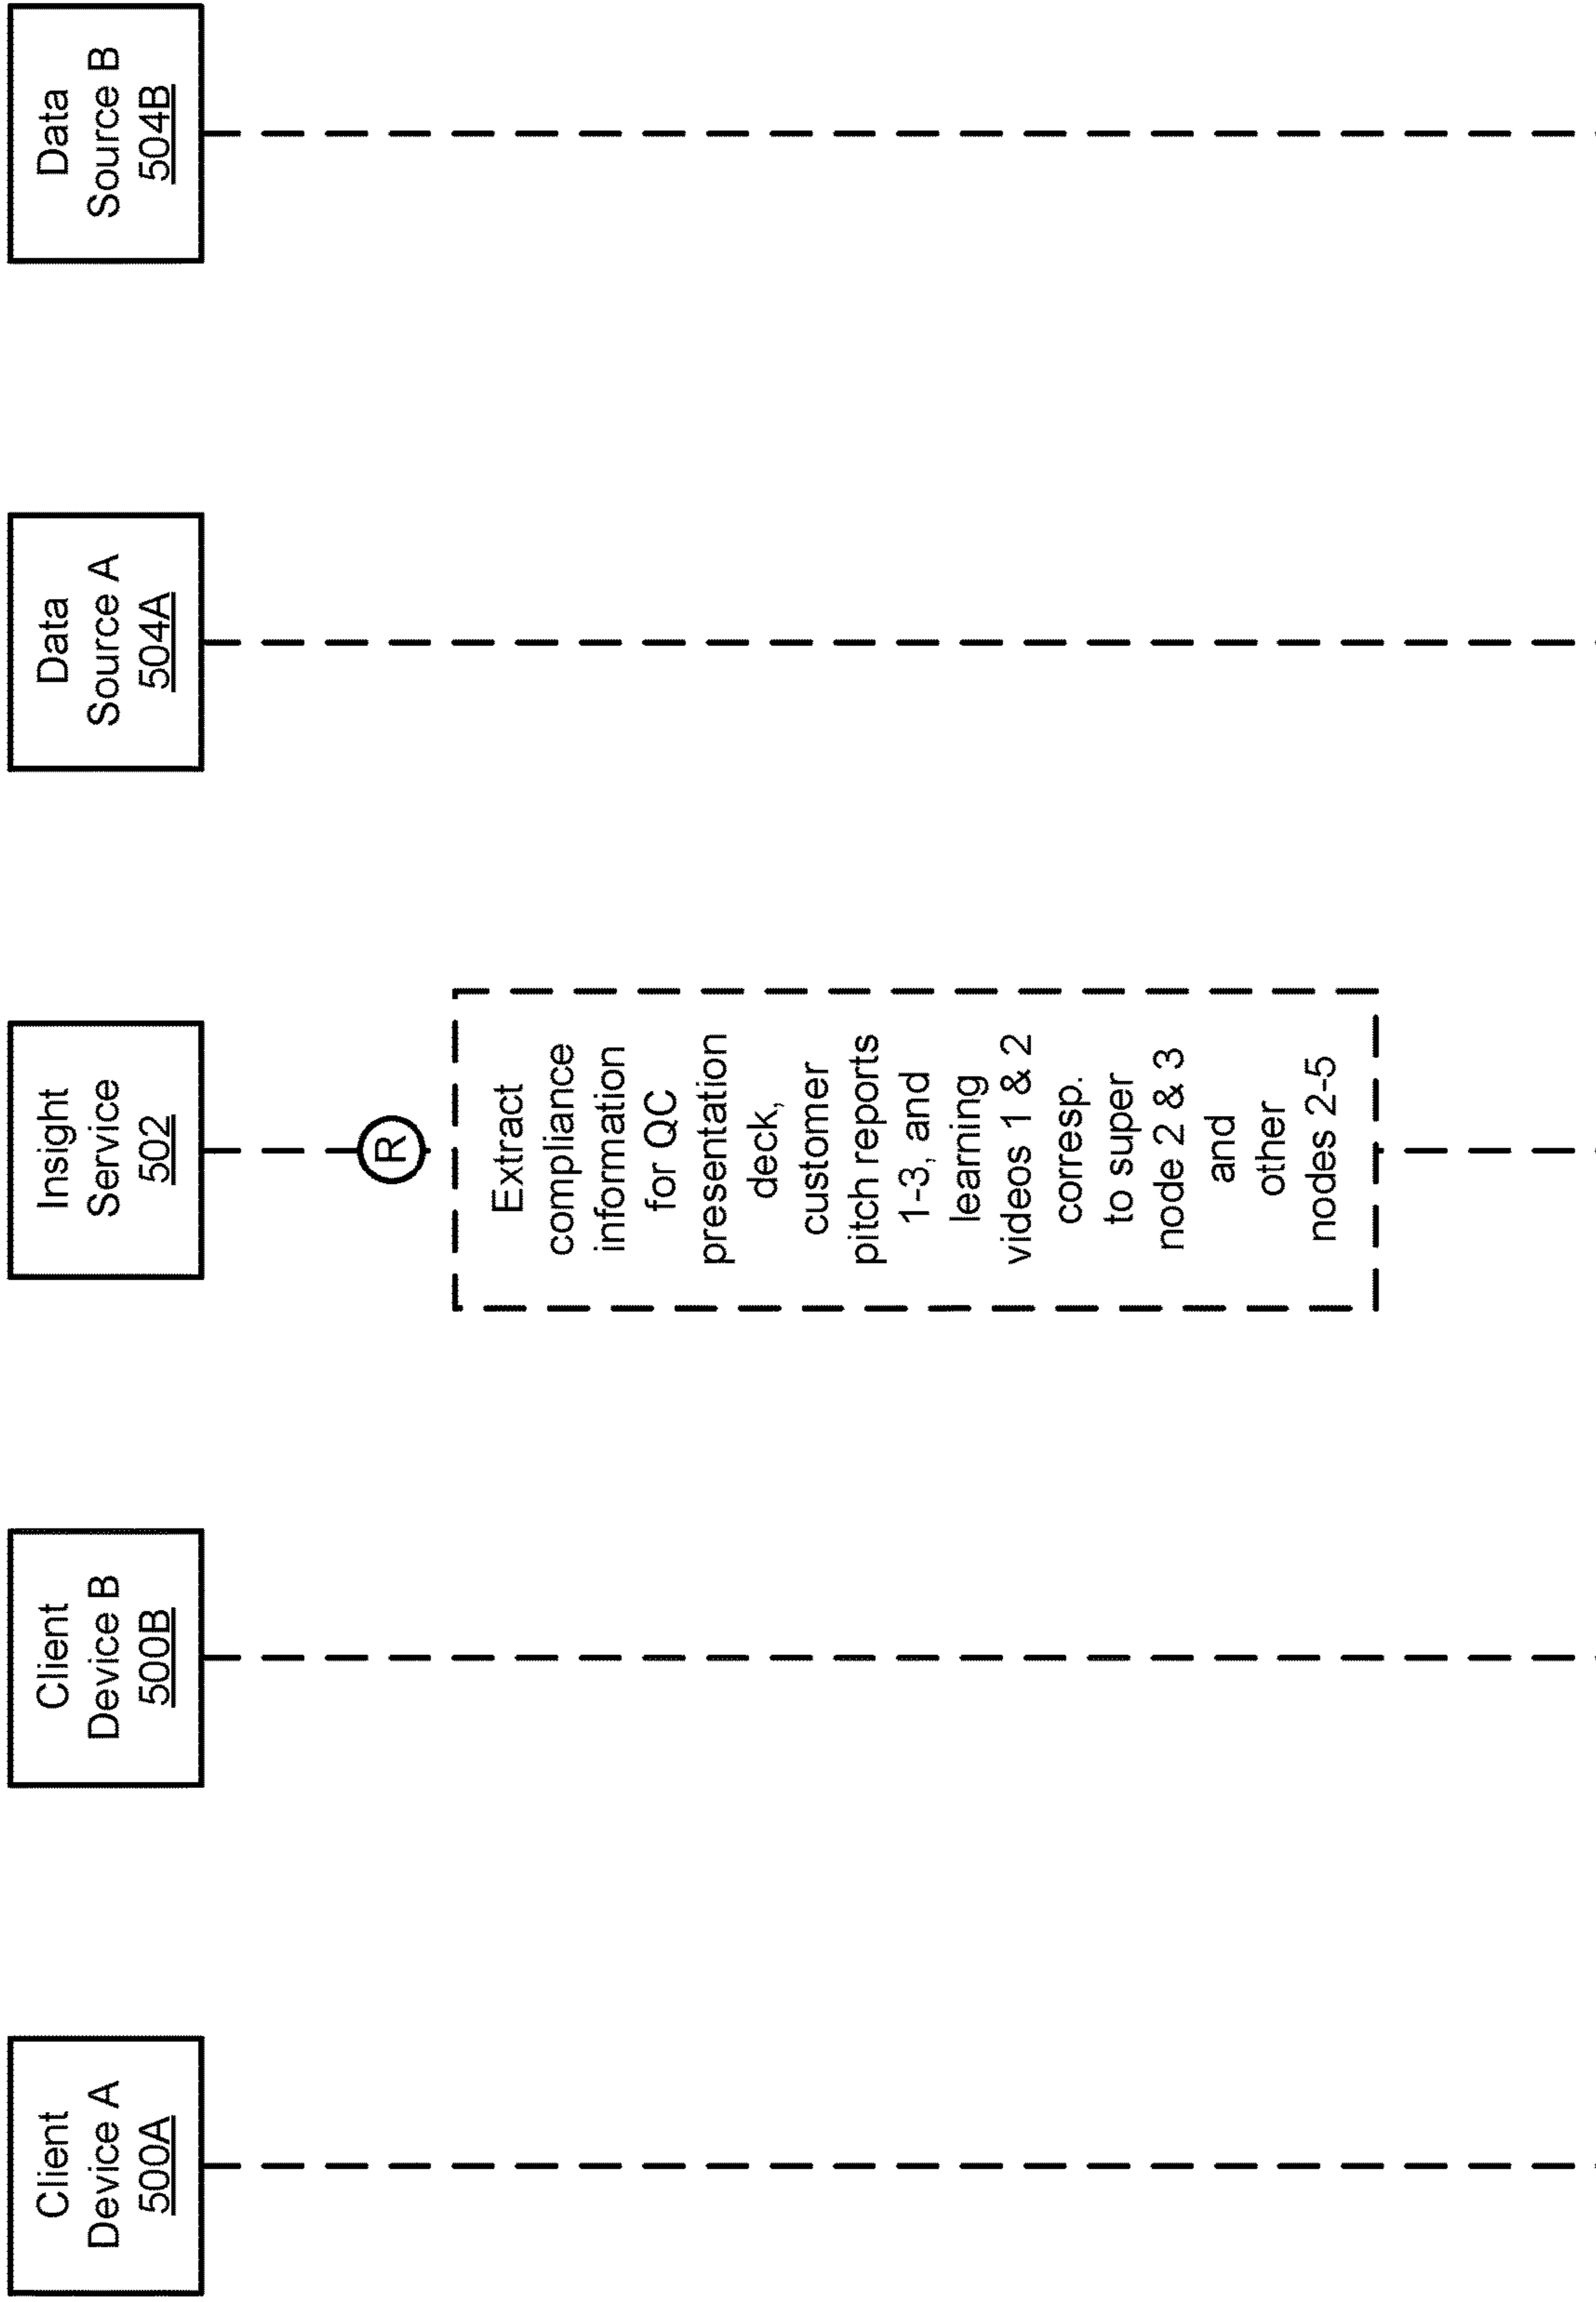 Client
Device A
500A
Client
Device B
500B
Insight
Service
502
Data
Source A
504A
Data
Source B
504B
R
Extract
compliance
information
for QC
presentation
deck,
customer
pitch reports
1-3, and
learning
videos 1 & 2
corresp.
to super
node 2 & 3
and
other
nodes 2-5